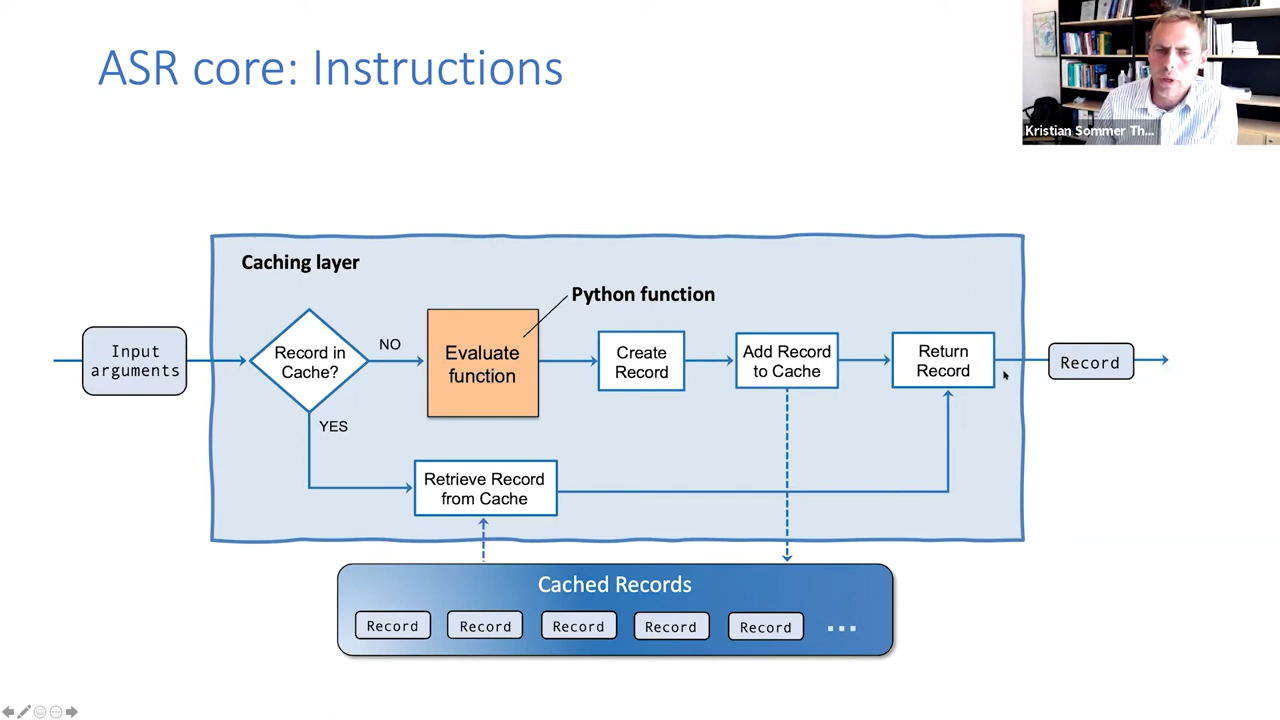 ASR core: Instructions
Kristian Sommer Th...
Caching layer
Python function
Input
arguments
Record in
Cache?
NO
YES
Evaluate
function
Create
Record
Add Record
to Cache
Return
Record
Record
Retrieve Record
from Cache
Cached Records
Record
Record
Record
Record
Record
...